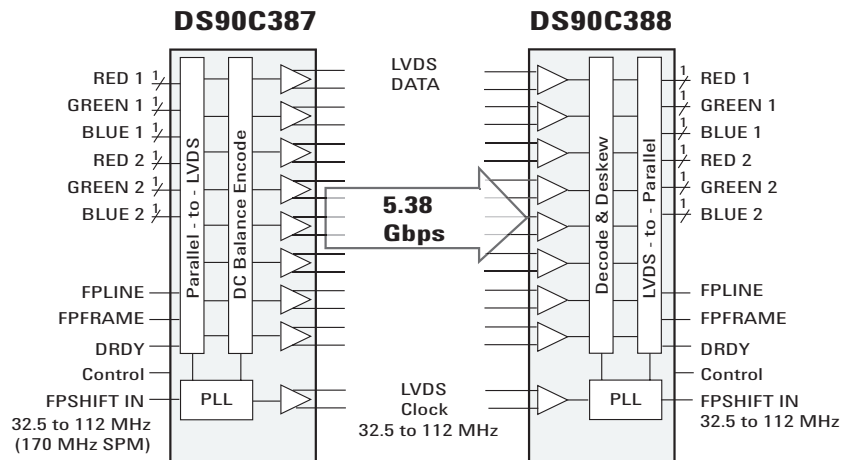 DS90C387
DS90C388
LVDS
DATA
RED 1
1
GREEN 1
1
BLUE 1
1
RED 2
1
GREEN 2
1
BLUE 2
1
Parallel - to - LVDS
DC Balance Encode
5.38
Gbps
Decode & Deskew
LVDS - to - Parallel
1
RED 1
1
GREEN 1
1
BLUE 1
1
RED 2
1
GREEN 2
1
BLUE 2
FPLINE
FPFRAME
DRDY
Control
FPSHIFT IN
32.5 to 112 MHz
(170 MHz SPM)
PLL
LVDS
Clock
32.5 to 112 MHz
PLL
FPLINE
FPFRAME
DRDY
Control
FPSHIFT IN
32.5 to 112 MHz